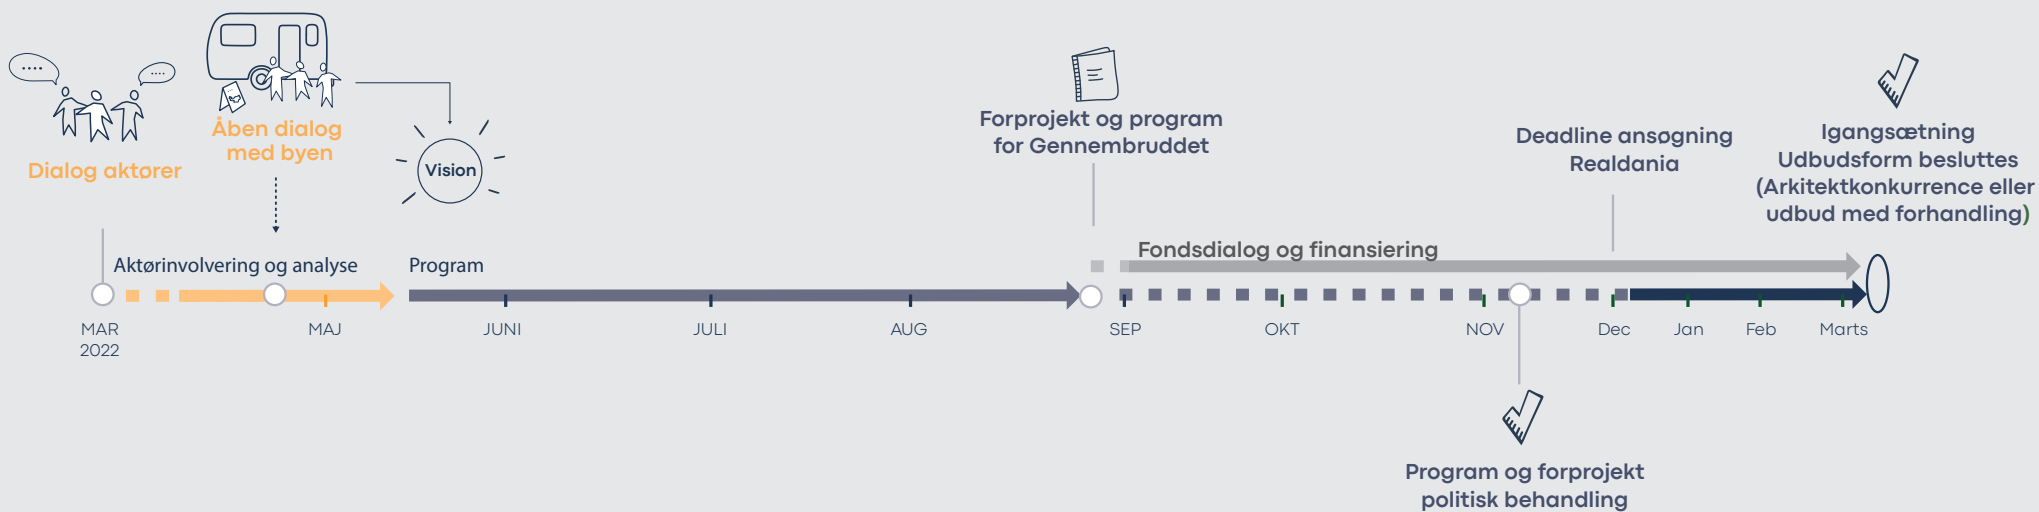 Dialog aktører
Åben dialog
med byen
Vision
Forprojekt og program
for Gennembruddet
Deadline ansøgning
Realdania
Igangsætning
Udbudsform besluttes
(Arkitektkonkurrence eller
udbud med forhandling)
Aktørinvolvering og analyse
Program
Fondsdialog og finansiering
MAR
2022
MAJ
JUNI
JULI
AUG
SEP
OKT
NOV
Dec
Jan
Feb
Marts
Program og forprojekt
politisk behandling